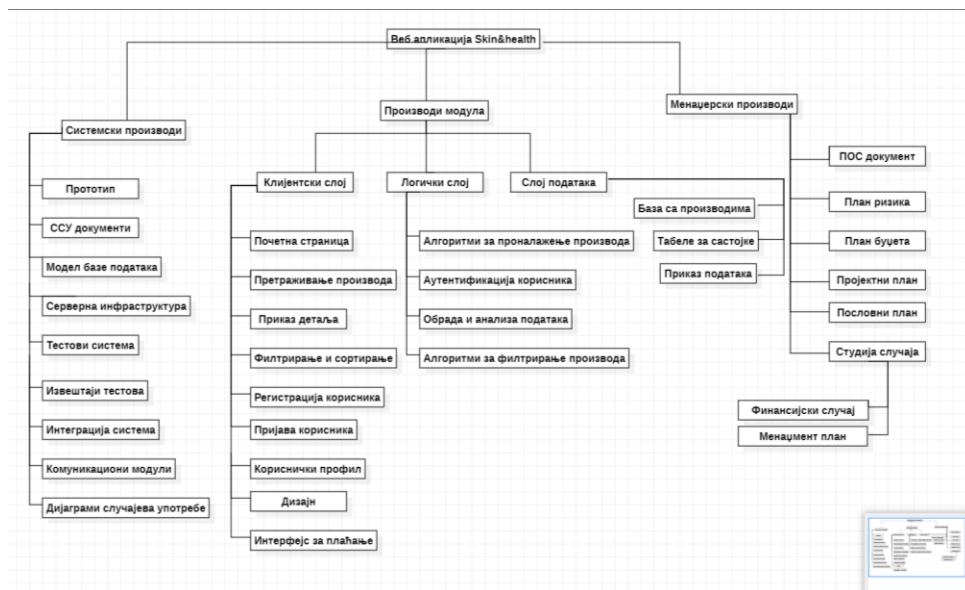 Веб апликација Skin&health
Системски производи
Прототип
ССУ документи
Модел базе података
Серверна инфраструктура
Тестови система
Извештаји тестова
Интеграција система
Комуникациони модули
Дијаграми случајева употребе
Производи модула
Клијентски слој
Почетна страница
Претраживање производа
Приказ детаља
Филтрирање и сортирање
Регистрација корисника
Пријава корисника
Кориснички профил
Дизајн
Интерфејс за плаћање
Логички слој
Алгоритми за проналажење производа
Аутентификација корисника
Обрада и анализа података
Алгоритми за филтрирање производа
Слој података
База са производима
Табеле за састојке
Приказ података
Менаџерски производи
ПОС документ
План ризика
План буџета
Пројектни план
Пословни план
Студија случаја
Финансијски случај
Менаџмент план